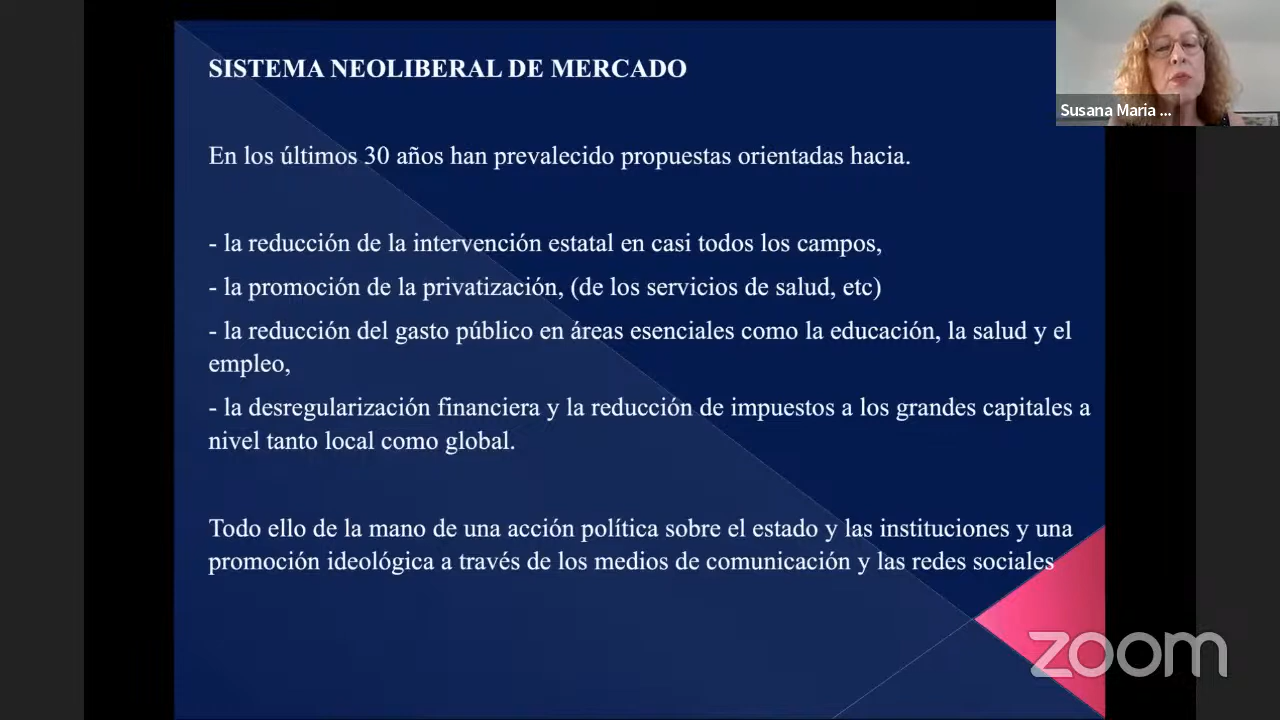 SISTEMA NEOLIBERAL DE MERCADO
En los últimos 30 años han prevalecido propuestas orientadas hacia.
- la reducción de la intervención estatal en casi todos los campos,
- la promoción de la privatización, (de los servicios de salud, etc)
- la reducción del gasto público en áreas esenciales como la educación, la salud y el
empleo,
- la desregularización financiera y la reducción de impuestos a los grandes capitales a
nivel tanto local como global.
Todo ello de la mano de una acción política sobre el estado y las instituciones y una
promoción ideológica a través de los medios de comunicación y las redes sociales
Susana Maria ...
zoom